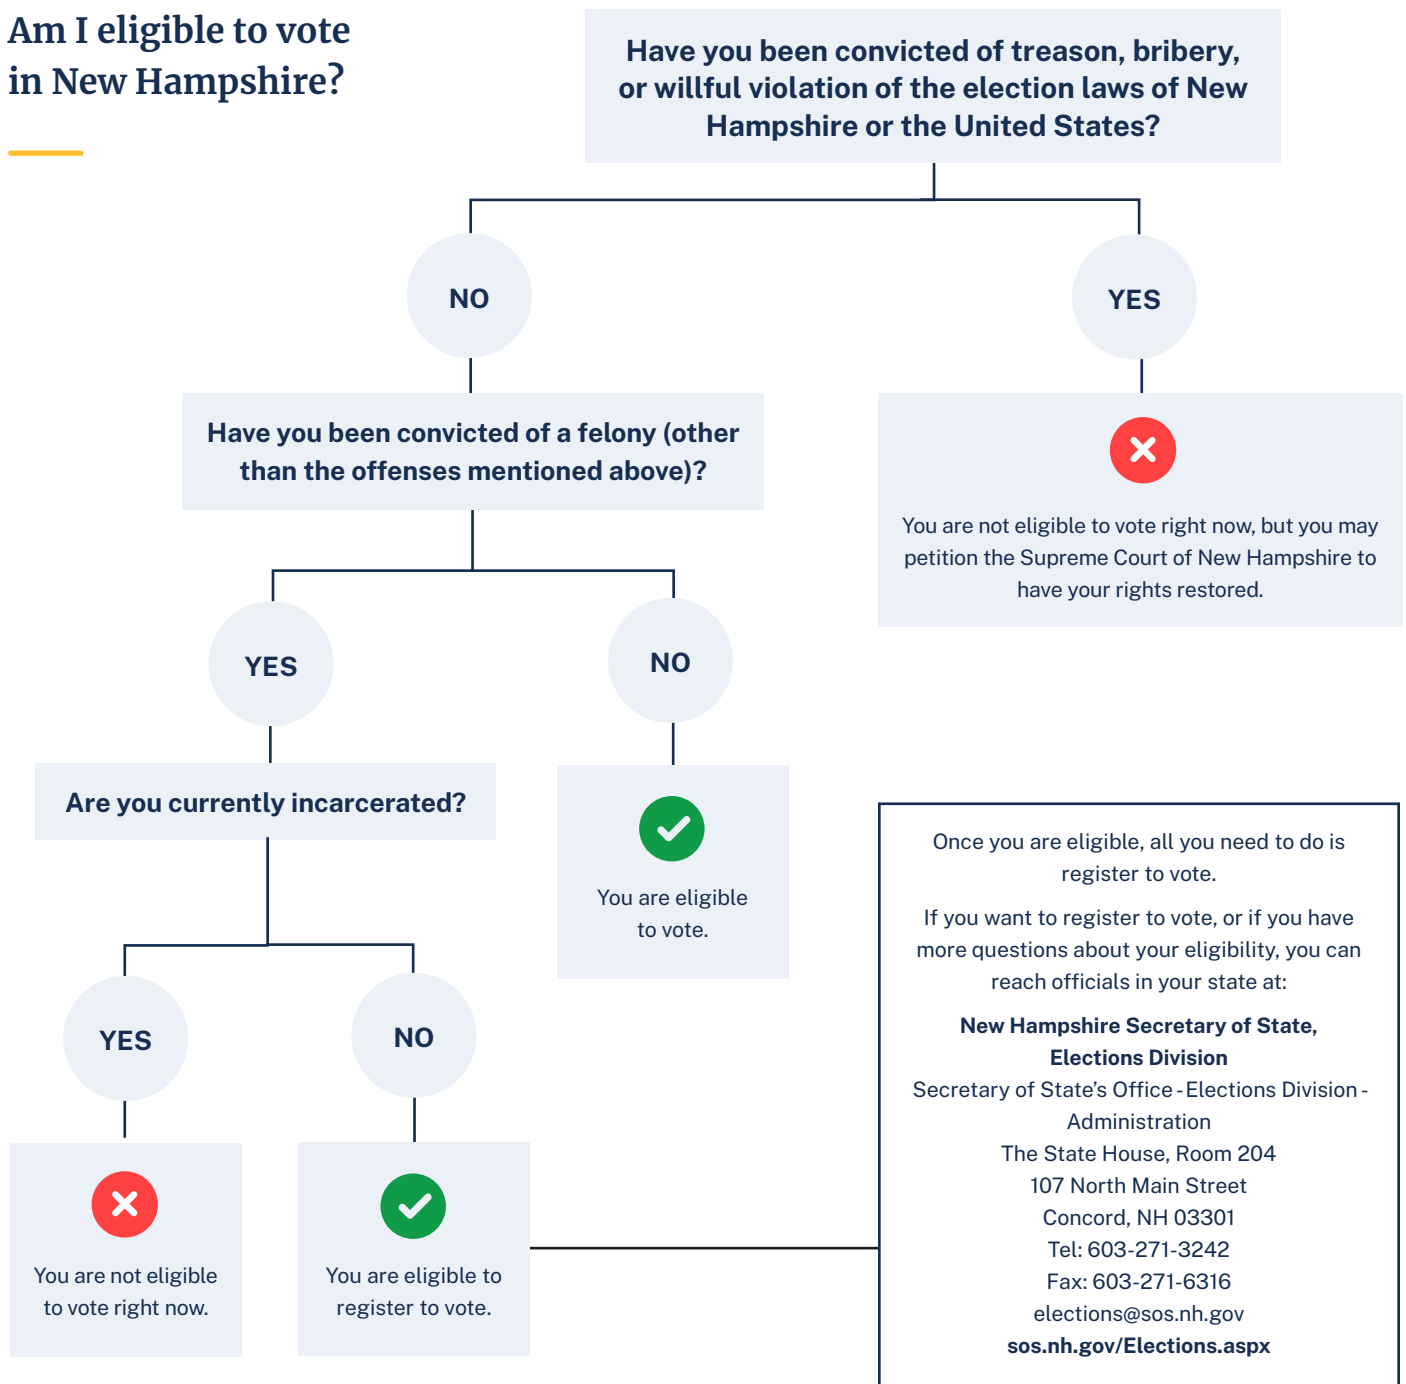 Am I eligible to vote
in New Hampshire?
Have you been convicted of treason, bribery,
or willful violation of the election laws of New
Hampshire or the United States?
NO
YES
Have you been convicted of a felony (other
than the offenses mentioned above)?
You are not eligible to vote right now, but you may
petition the Supreme Court of New Hampshire to
have your rights restored.
YES
NO
Are you currently incarcerated?
You are eligible
to vote.
YES
NO
You are not eligible
to vote right now.
You are eligible to
register to vote.
Once you are eligible, all you need to do is
register to vote.
If you want to register to vote, or if you have
more questions about your eligibility, you can
reach officials in your state at:
New Hampshire Secretary of State,
Elections Division
Secretary of State’s Office - Elections Division -
Administration
The State House, Room 204
107 North Main Street
Concord, NH 03301
Tel: 603-271-3242
Fax: 603-271-6316
elections@sos.nh.gov
sos.nh.gov/Elections.aspx